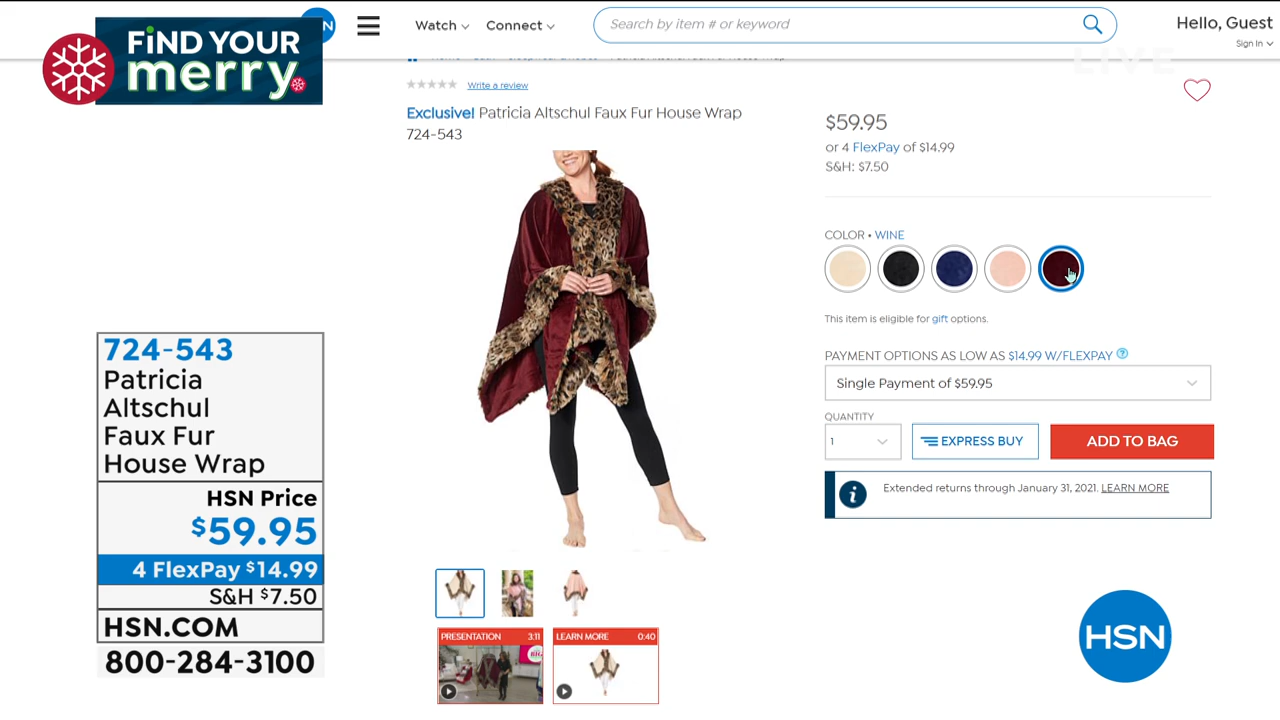 FiND YOUR
merry
HSN
Watch
Connect
Search by item # or keyword
Hello, Guest
Sign In
LIVE
Write a review
Exclusive! Patricia Altschul Faux Fur House Wrap
724-543
$59.95
or 4 FlexPay of $14.99
S&H: $7.50
COLOR • WINE
This item is eligible for gift options.
PAYMENT OPTIONS AS LOW AS $14.99 W/FLEXPAY ?
Single Payment of $59.95
QUANTITY
1
EXPRESS BUY
ADD TO BAG
i
Extended returns through January 31, 2021. LEARN MORE
PRESENTATION 3:11
LEARN MORE 0:40
724-543
Patricia
Altschul
Faux Fur
House Wrap
HSN Price
$59.95
4 FlexPay $14.99
S&H $7.50
HSN.COM
800-284-3100
HSN